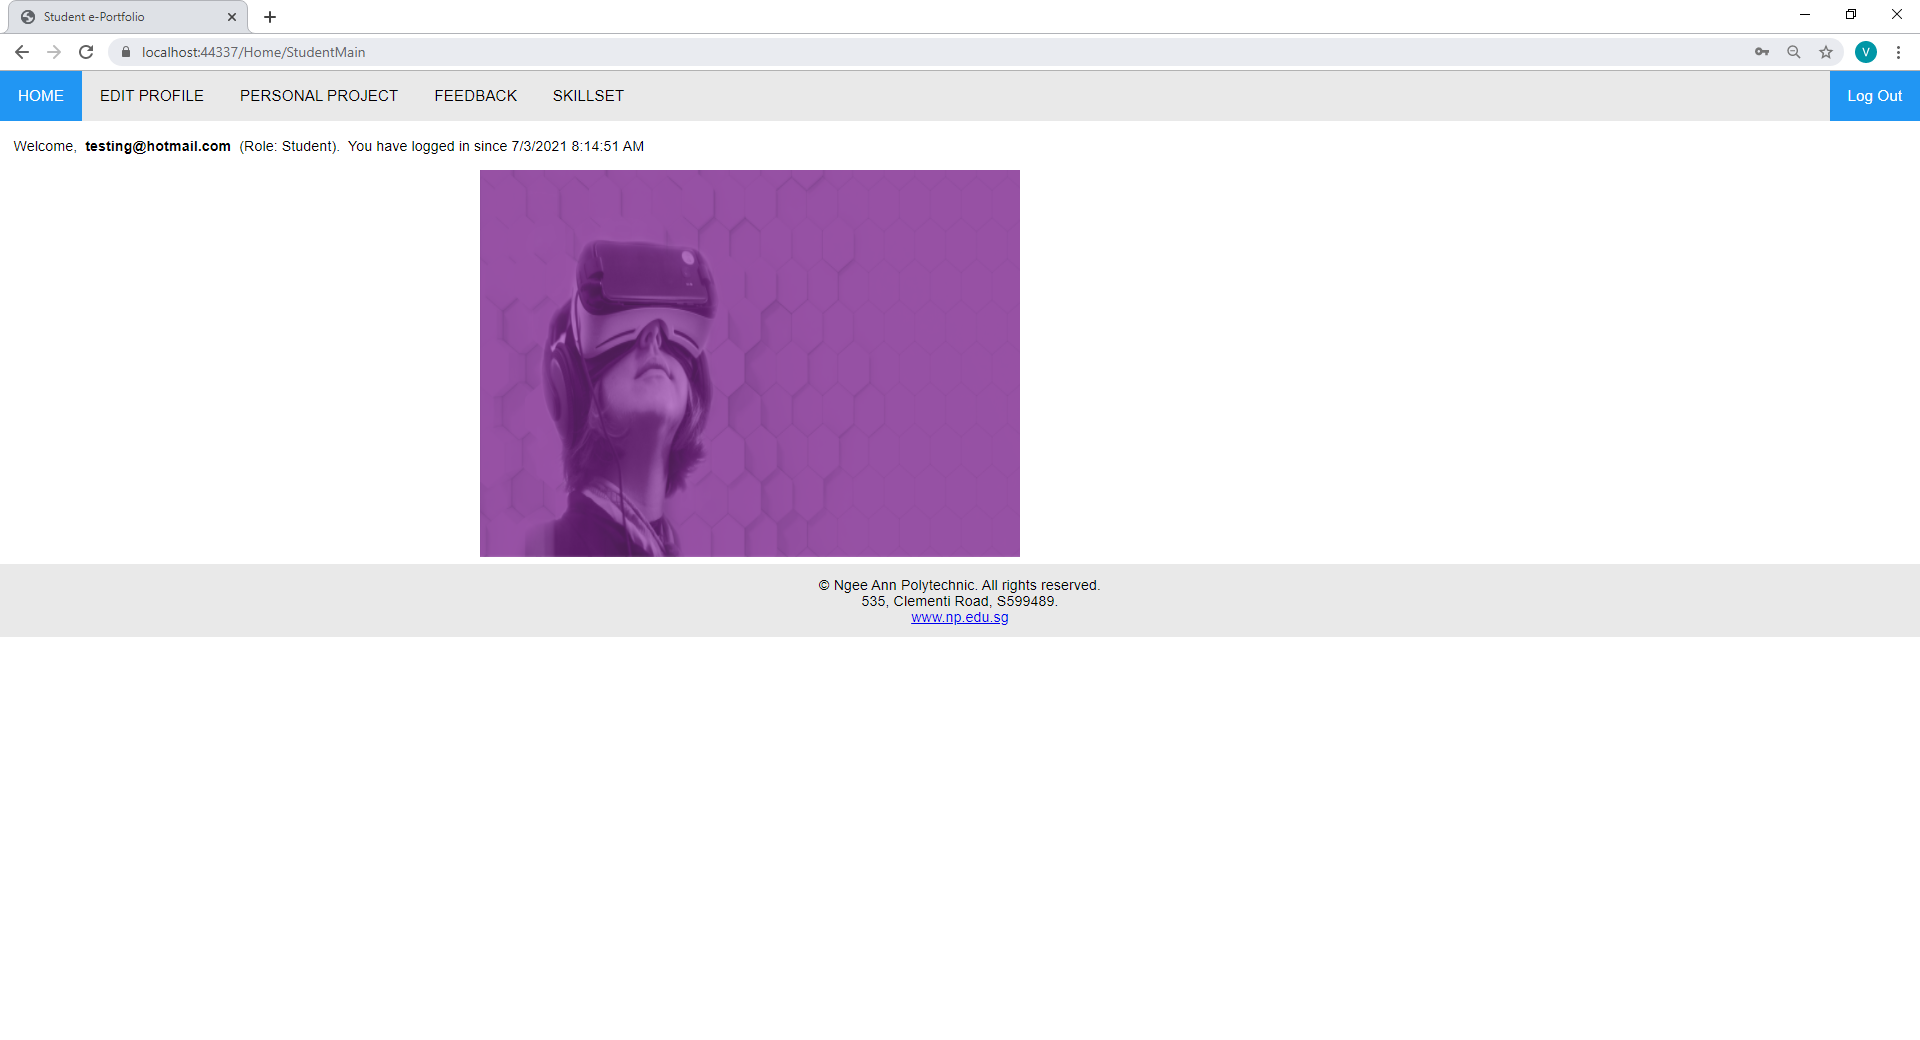 Student e-Portfolio
localhost:44337/Home/StudentMain
V
HOME EDIT PROFILE PERSONAL PROJECT FEEDBACK SKILLSET Log Out
Welcome, testing@hotmail.com (Role: Student). You have logged in since 7/3/2021 8:14:51 AM
© Ngee Ann Polytechnic. All rights reserved.
535, Clementi Road, S599489.
www.np.edu.sg